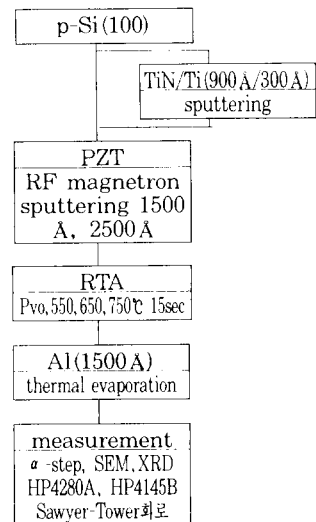 p-Si(100)
TiN/Ti(900Å/300Å)
sputtering
PZT
RF magnetron
sputtering 1500
Å, 2500Å
RTA
Pvo,550,650,750℃ 15sec
Al(1500Å)
thermal evaporation
measurement
α-step, SEM, XRD
HP4280A, HP4145B
Sawyer-Tower회로